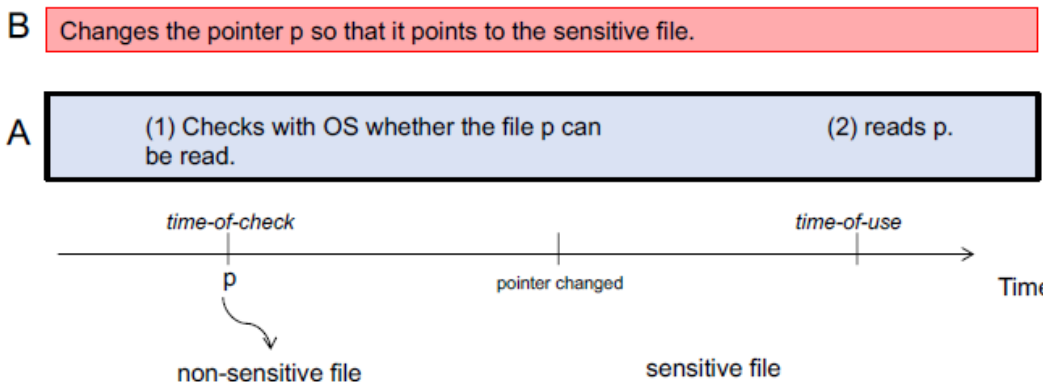 B
Changes the pointer p so that it points to the sensitive file.
A
(1) Checks with OS whether the file p can
be read.
(2) reads p.
time-of-check
time-of-use
p
pointer changed
Time
non-sensitive file
sensitive file